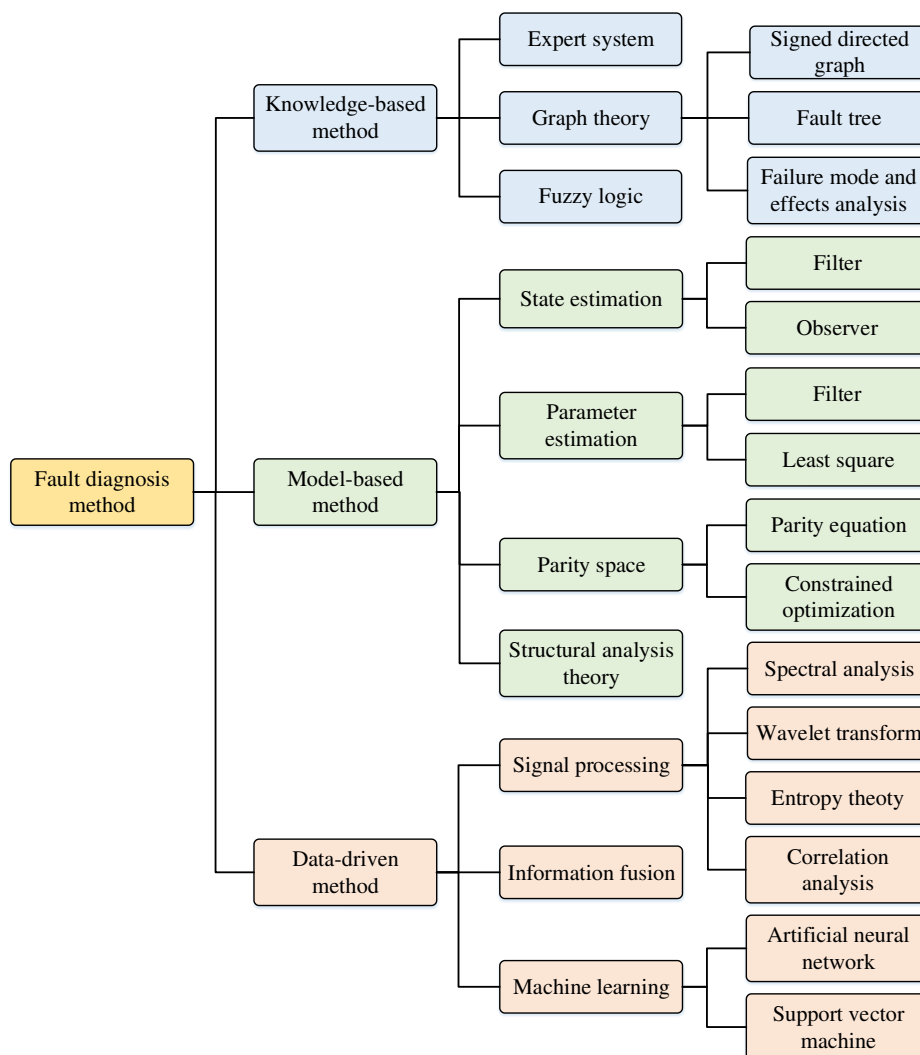 Fault diagnosis
method
Knowledge-based
method
Expert system
Graph theory
Signed directed
graph
Fault tree
Failure mode and
effects analysis
Fuzzy logic
Model-based
method
State estimation
Filter
Observer
Parameter
estimation
Filter
Least square
Parity space
Parity equation
Constrained
optimization
Structural analysis
theory
Data-driven
method
Signal processing
Spectral analysis
Wavelet transform
Entropy theoty
Correlation
analysis
Information fusion
Machine learning
Artificial neural
network
Support vector
machine